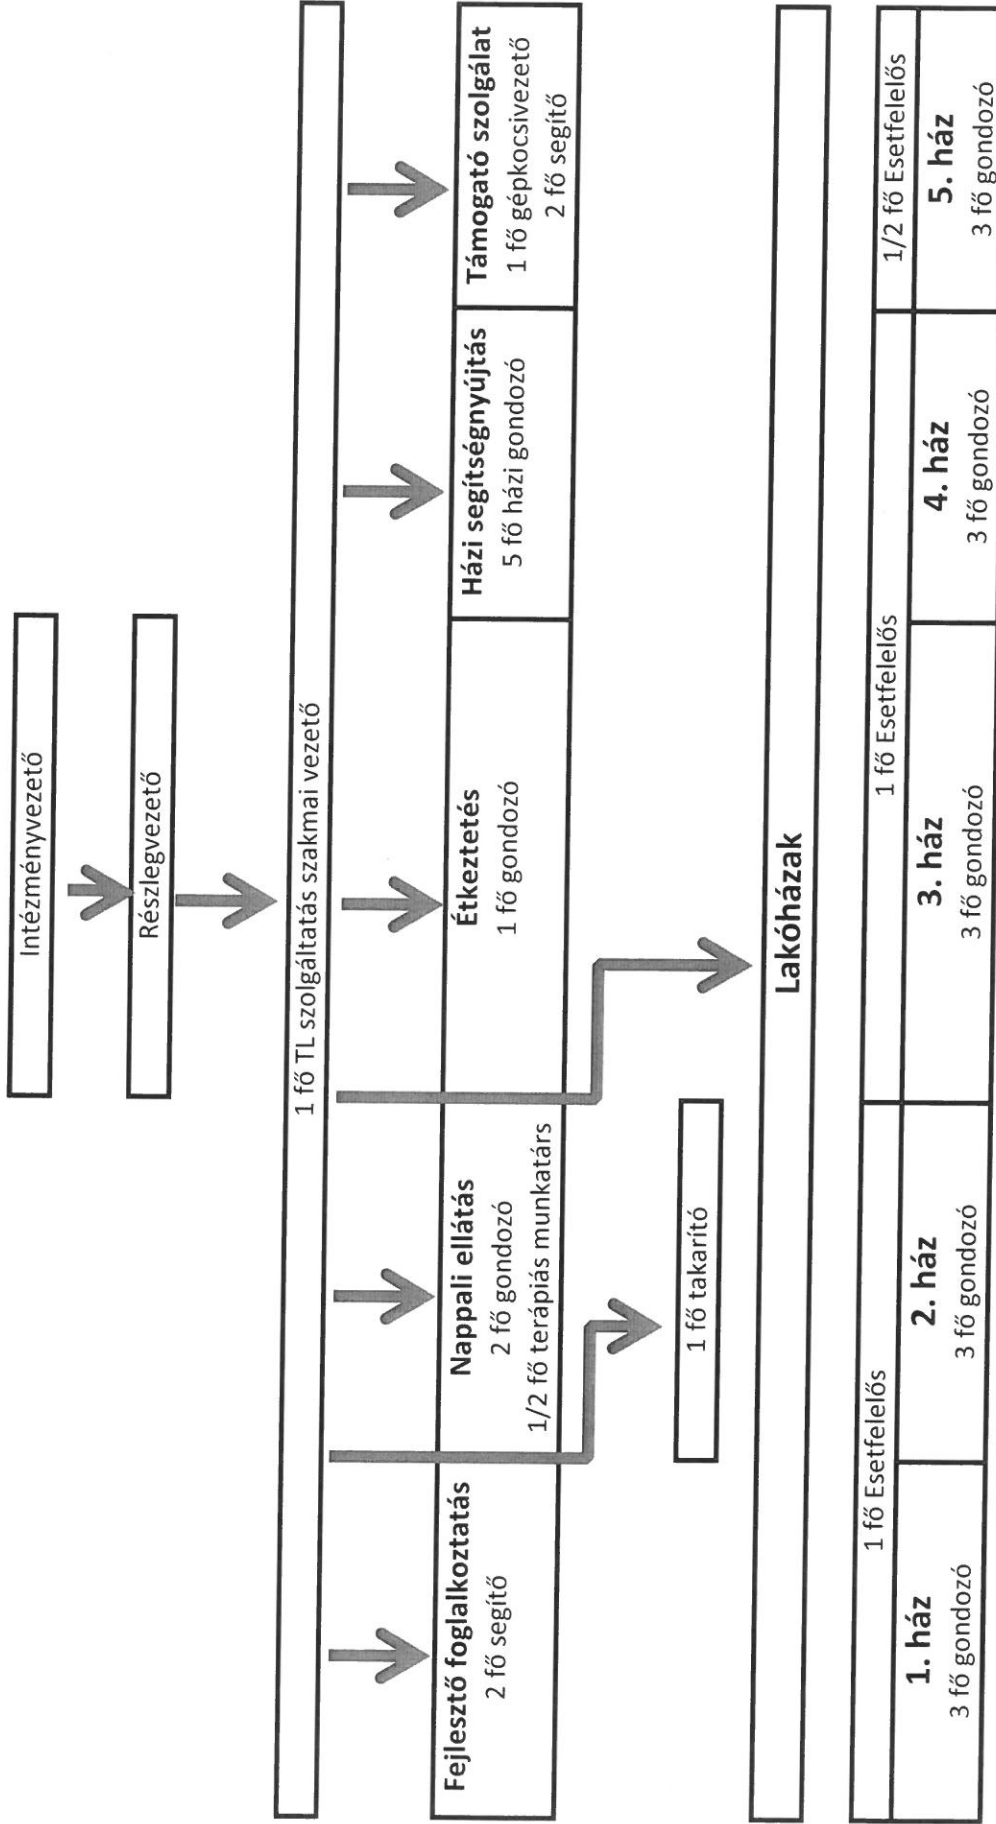 Intézményvezető
Részlegvezető
1 fő TL szolgáltatás szakmai vezető
Fejlesztő foglalkoztatás
2 fő segítő
Nappali ellátás
2 fő gondozó
1/2 fő terápiás munkatárs
Étkeztetés
1 fő gondozó
Házi segítségnyújtás
5 fő házi gondozó
Támogató szolgálat
1 fő gépkocsivezető
2 fő segítő
1 fő takarító
Lakóházak
1 fő Esetfelelős
1 fő Esetfelelős
1/2 fő Esetfelelős
1. ház
3 fő gondozó
2. ház
3 fő gondozó
3. ház
3 fő gondozó
4. ház
3 fő gondozó
5. ház
3 fő gondozó